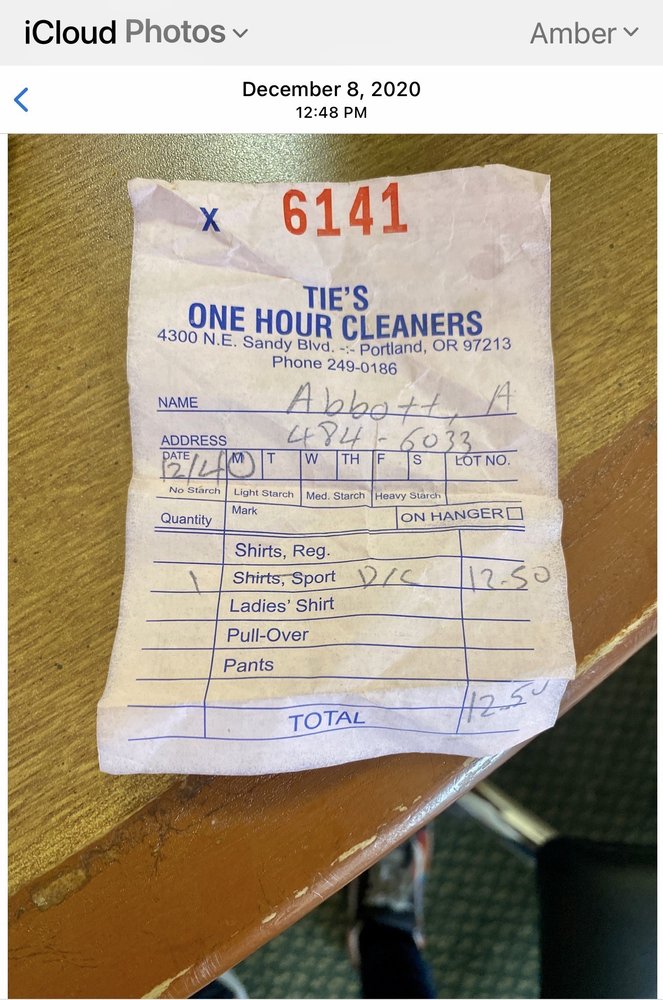 iCloud Photos
Amber
December 8, 2020
12:48 PM
X 6141
TIE'S
ONE HOUR CLEANERS
4300 N.E. Sandy Blvd. -:- Portland, OR 97213
Phone 249-0186
NAME Abbott, A
ADDRESS 484-6033
DATE 12/4 M T W TH F S LOT NO.
No Starch Light Starch Med. Starch Heavy Starch
Quantity Mark ON HANGER
Shirts, Reg.
1 Shirts, Sport D/C 12.50
Ladies' Shirt
Pull-Over
Pants
TOTAL 12.50